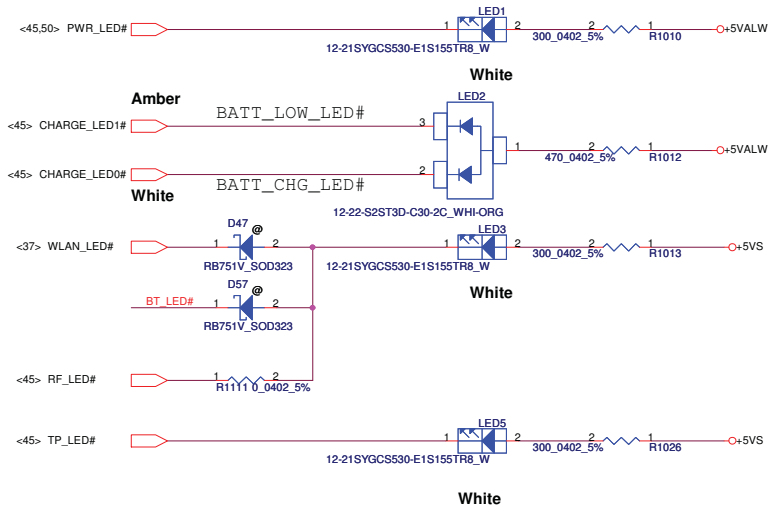 LED1
<45,50> PWR_LED# 1 2 2 1 +5VALW
12-21SYGCS530-E1S155TR8_W 300_0402_5% R1010
White
Amber LED2
BATT_LOW_LED#
<45> CHARGE_LED1# 3
1 2 1 +5VALW
470_0402_5% R1012
<45> CHARGE_LED0# 2
BATT_CHG_LED#
White
12-22-S2ST3D-C30-2C_WHI-ORG
D47 @ LED3
<37> WLAN_LED# 1 2 1 2 2 1 +5VS
RB751V_SOD323 12-21SYGCS530-E1S155TR8_W 300_0402_5% R1013
D57 @ White
BT_LED# 1 2
RB751V_SOD323
<45> RF_LED# 1 2
R1111 0_0402_5%
LED5
<45> TP_LED# 1 2 2 1 +5VS
12-21SYGCS530-E1S155TR8_W 300_0402_5% R1026
White